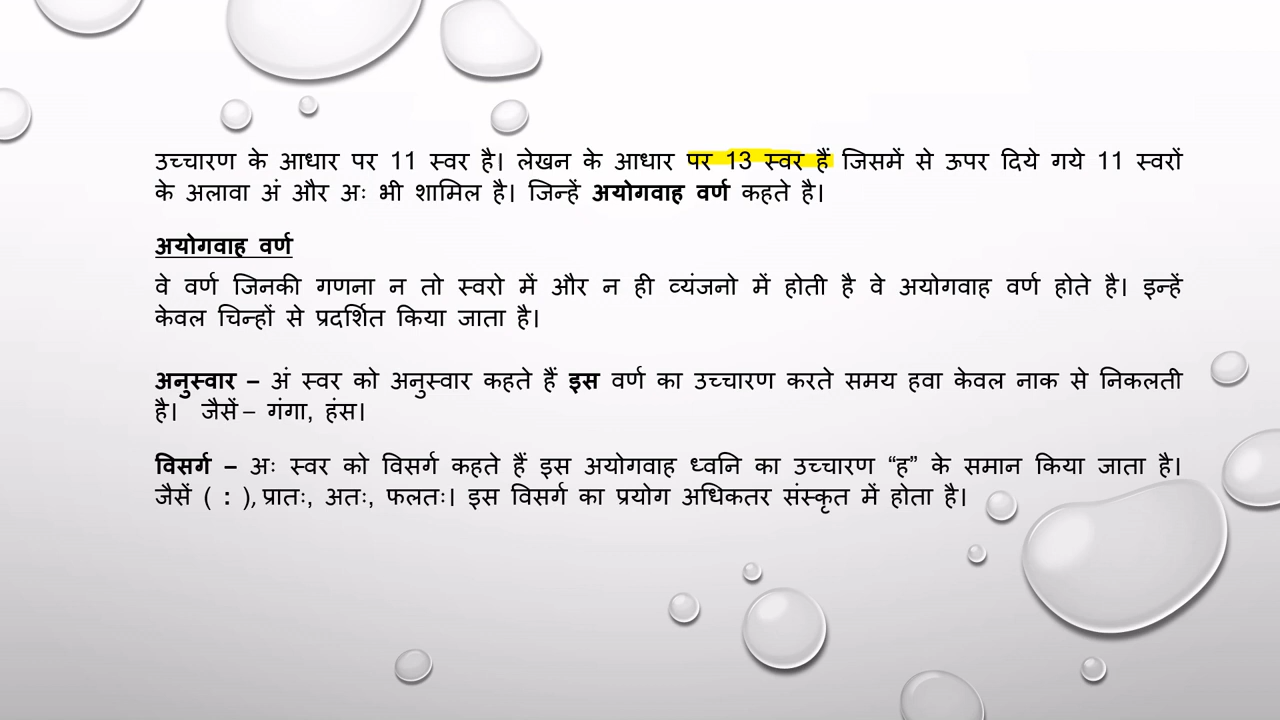 उच्चारण के आधार पर 11 स्वर है। लेखन के आधार पर 13 स्वर हैं जिसमें से ऊपर दिये गये 11 स्वरों
के अलावा अं और अः भी शामिल है। जिन्हें अयोगवाह वर्ण कहते है।
अयोगवाह वर्ण
वे वर्ण जिनकी गणना न तो स्वरो में और न ही व्यंजनो में होती है वे अयोगवाह वर्ण होते है। इन्हें
केवल चिन्हों से प्रदर्शित किया जाता है।
अनुस्वार – अं स्वर को अनुस्वार कहते हैं इस वर्ण का उच्चारण करते समय हवा केवल नाक से निकलती
है। जैसें – गंगा, हंस।
विसर्ग – अः स्वर को विसर्ग कहते हैं इस अयोगवाह ध्वनि का उच्चारण “ह” के समान किया जाता है।
जैसें ( : ), प्रातः, अतः, फलतः। इस विसर्ग का प्रयोग अधिकतर संस्कृत में होता है।